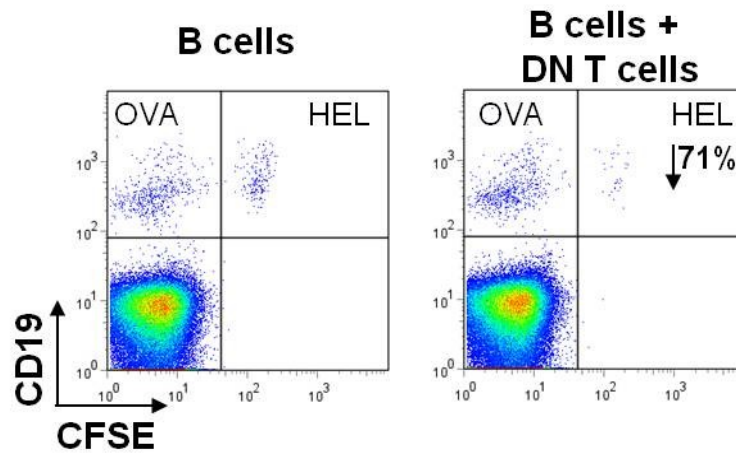 B cells
B cells +
DN T cells
OVA
HEL
OVA
HEL
↓71%
10³
10²
10¹
10⁰
10⁰
10¹
10²
10³
10³
10²
10¹
10⁰
10⁰
10¹
10²
10³
CD19
CFSE